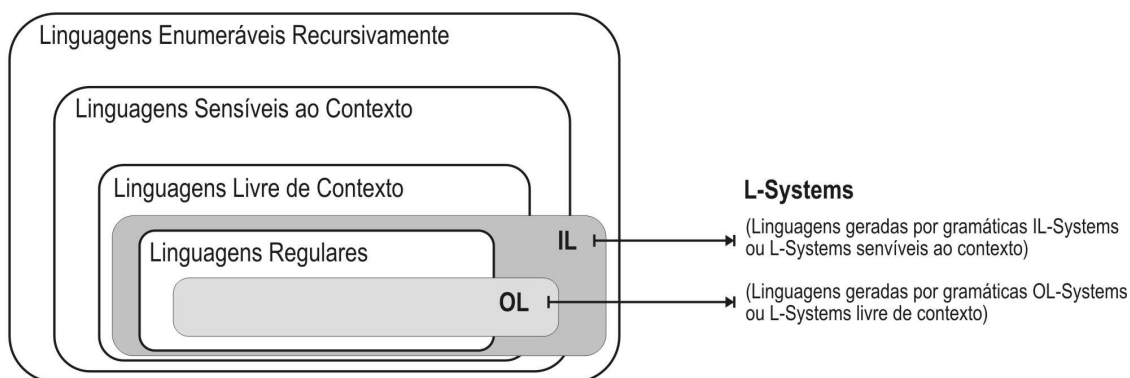 Linguagens Enumeráveis Recursivamente
Linguagens Sensíveis ao Contexto
Linguagens Livre de Contexto
Linguagens Regulares
IL
OL
L-Systems
(Linguagens geradas por gramáticas IL-Systems
ou L-Systems senvíveis ao contexto)
(Linguagens geradas por gramáticas OL-Systems
ou L-Systems livre de contexto)